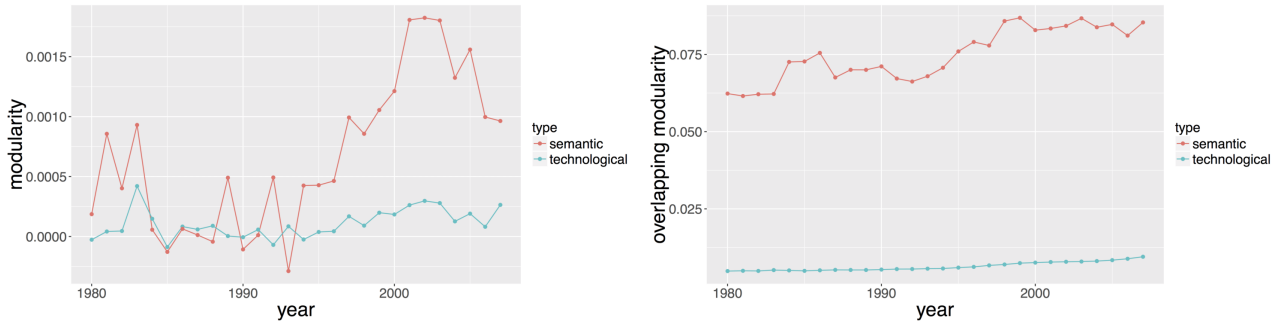 modularity
0.0015
0.0010
0.0005
0.0000
1980
1990
2000
year
type
semantic
technological
overlapping modularity
0.075
0.050
0.025
1980
1990
2000
year
type
semantic
technological